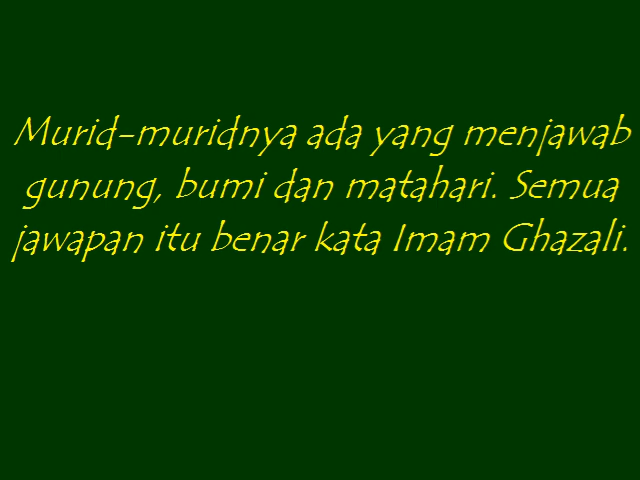 Murid-muridnya ada yang menjawab
gunung, bumi dan matahari. Semua
jawapan itu benar kata Imam Ghazali.